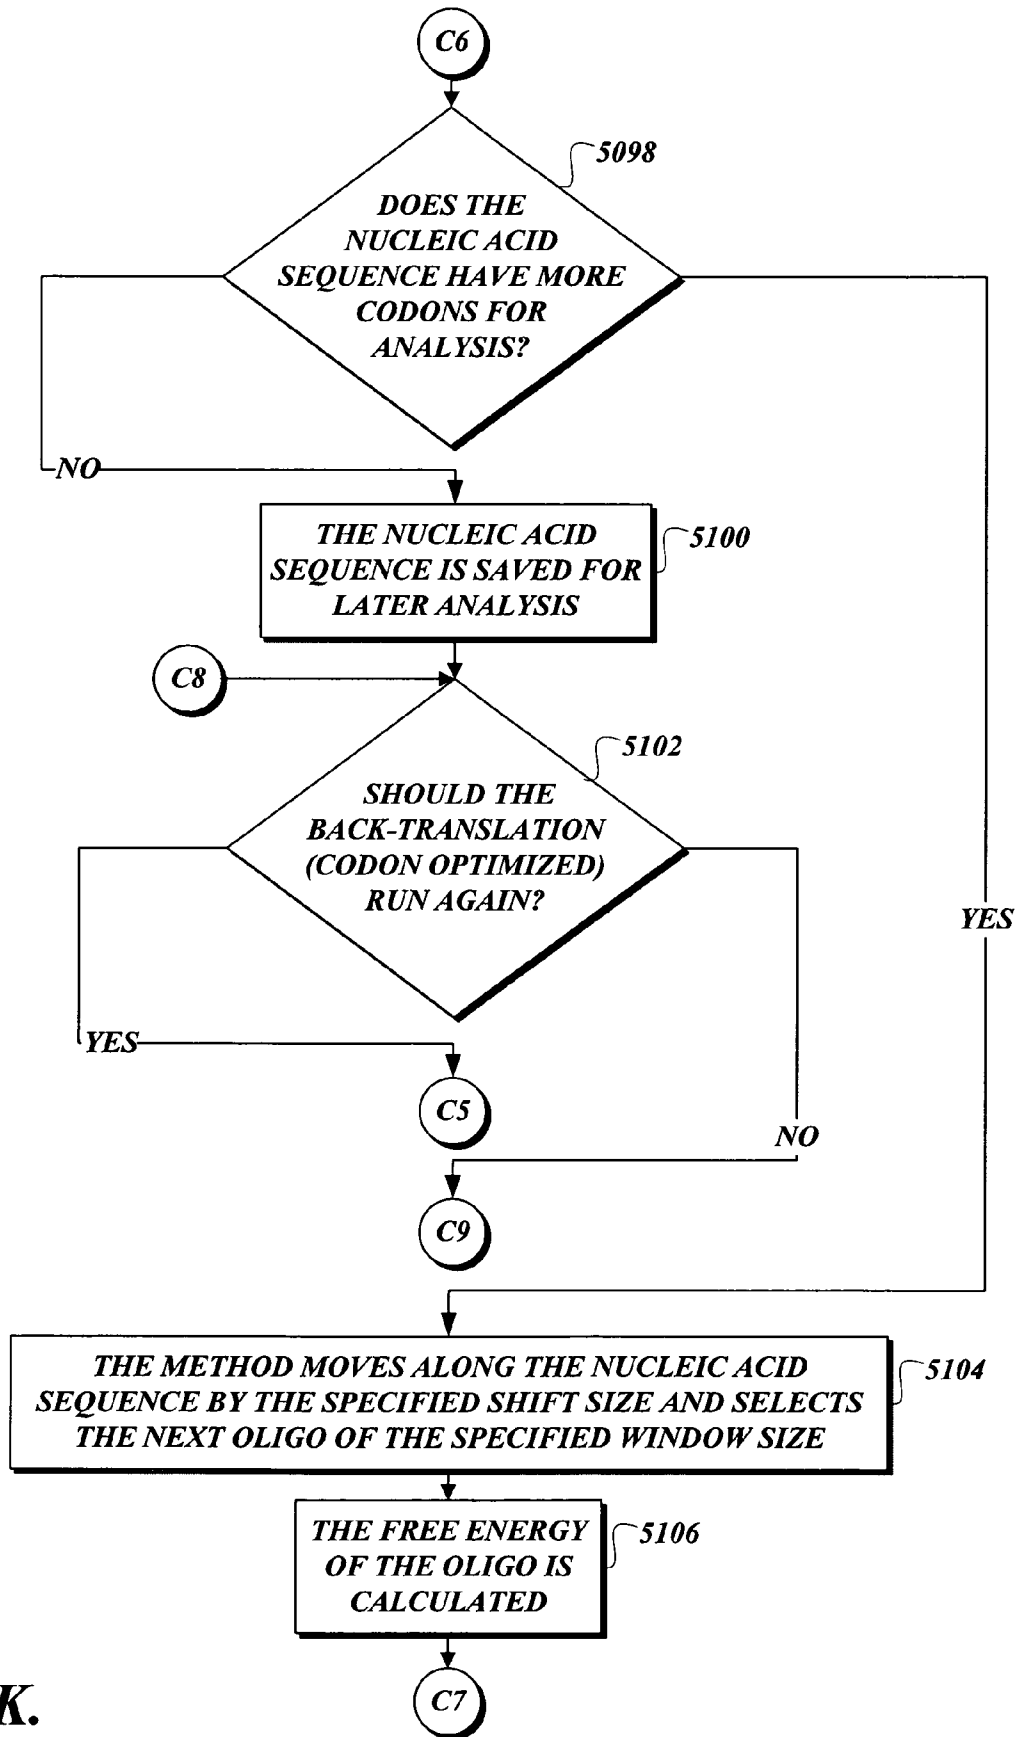 C6
5098
DOES THE
NUCLEIC ACID
SEQUENCE HAVE MORE
CODONS FOR
ANALYSIS?
NO
THE NUCLEIC ACID
SEQUENCE IS SAVED FOR
LATER ANALYSIS
5100
C8
5102
SHOULD THE
BACK-TRANSLATION
(CODON OPTIMIZED)
RUN AGAIN?
YES
YES
C5
NO
C9
THE METHOD MOVES ALONG THE NUCLEIC ACID
SEQUENCE BY THE SPECIFIED SHIFT SIZE AND SELECTS
THE NEXT OLIGO OF THE SPECIFIED WINDOW SIZE
5104
THE FREE ENERGY
OF THE OLIGO IS
CALCULATED
5106
C7
K.